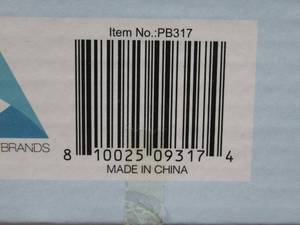 Item No.:PB317
BRANDS
8 10025 09317 4
MADE IN CHINA